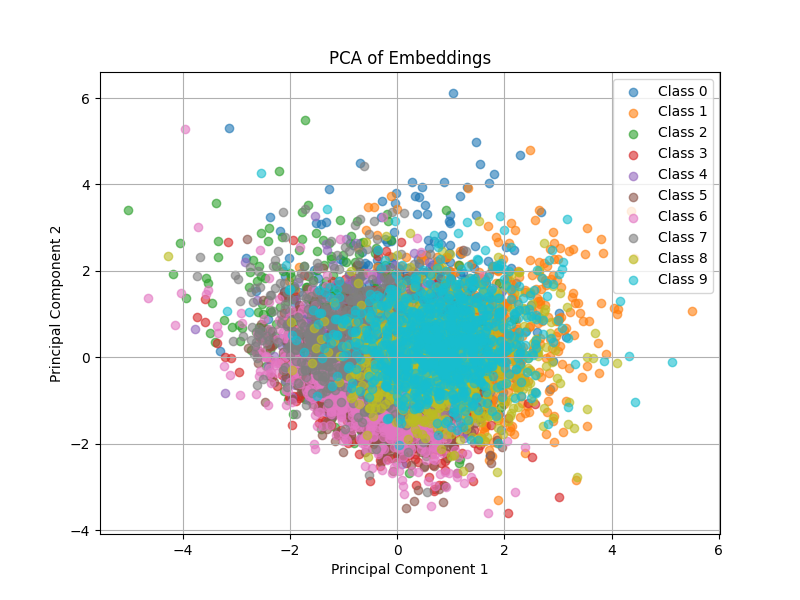 PCA of Embeddings
Class 0
Class 1
Class 2
Class 3
Class 4
Class 5
Class 6
Class 7
Class 8
Class 9
6
4
2
0
−2
−4
Principal Component 2
−4 −2 0 2 4 6
Principal Component 1